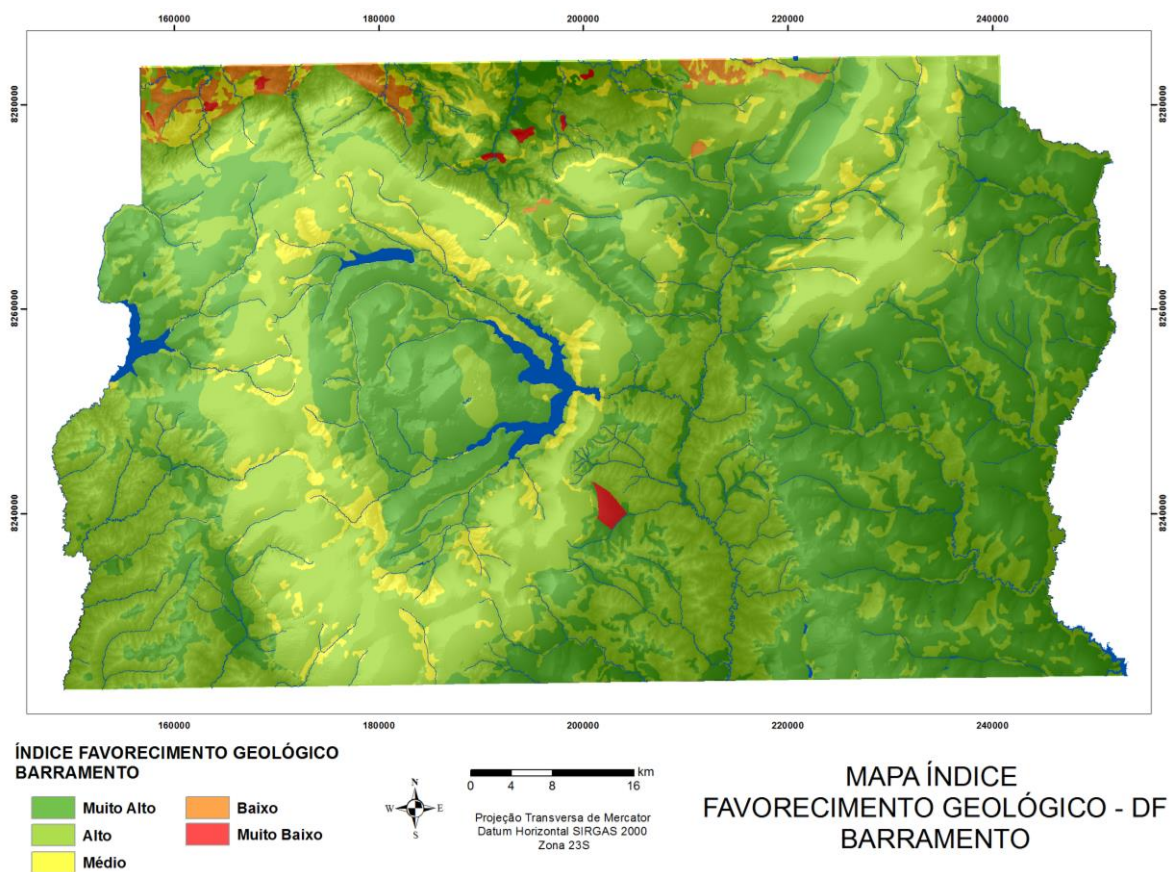 160000 180000 200000 220000 240000
8280000 8280000
8260000 8260000
8240000 8240000
160000 180000 200000 220000 240000
ÍNDICE FAVORECIMENTO GEOLÓGICO
BARRAMENTO
Muito Alto
Alto
Médio
Baixo
Muito Baixo
N
W E
S
km
0 4 8 16
Projeção Transversa de Mercator
Datum Horizontal SIRGAS 2000
Zona 23S
MAPA ÍNDICE
FAVORECIMENTO GEOLÓGICO - DF
BARRAMENTO